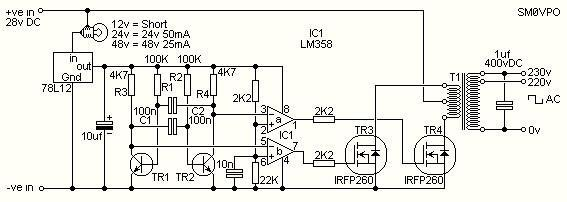 +ve in
28v DC
12v = Short
24v = 24v 50mA
48v = 48v 25mA
IC1
LM358
SM0VPO
in
out
Gnd
78L12
4K7
R3
100K
R1
100K
R2
4K7
R4
2K2
100n
C1
C2
100n
10uf
+
TR1
TR2
10n
22K
3
2
5
6
8
a
1
IC1
b
7
4
2K2
2K2
TR3
IRFP260
TR4
IRFP260
T1
1uf
400vDC
230v
220v
AC
0v
-ve in